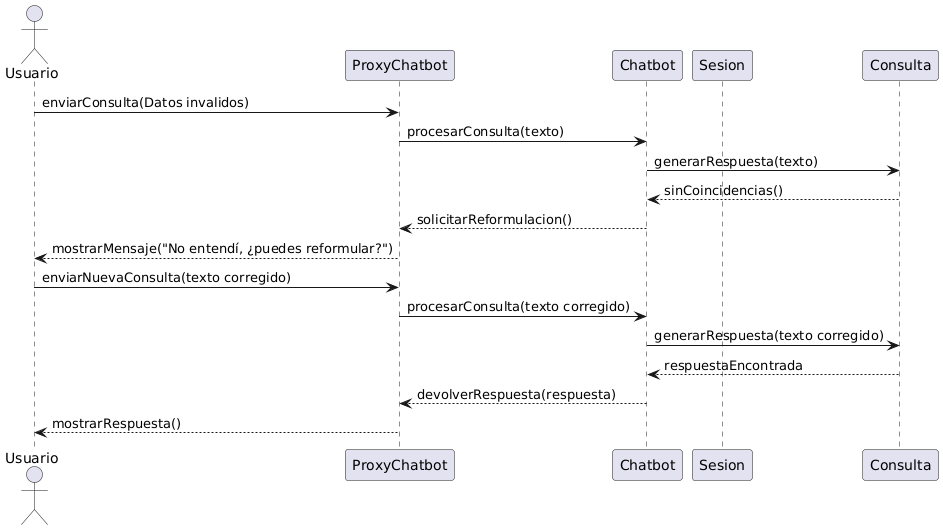 Usuario
ProxyChatbot
Chatbot
Sesion
Consulta
enviarConsulta(Datos invalidos)
procesarConsulta(texto)
generarRespuesta(texto)
sinCoincidencias()
solicitarReformulacion()
mostrarMensaje("No entendí, ¿puedes reformular?")
enviarNuevaConsulta(texto corregido)
procesarConsulta(texto corregido)
generarRespuesta(texto corregido)
respuestaEncontrada
devolverRespuesta(respuesta)
mostrarRespuesta()
Usuario
ProxyChatbot
Chatbot
Sesion
Consulta